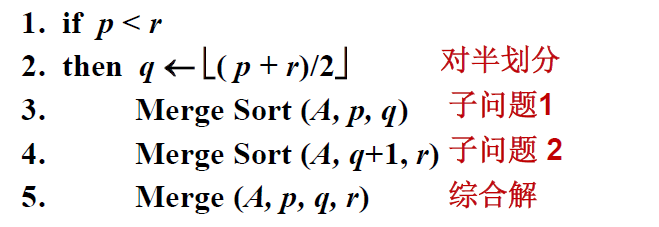 1. if p < r
2. then q ← ⌊(p + r)/2⌋ 对半划分
3. Merge Sort (A, p, q) 子问题1
4. Merge Sort (A, q+1, r) 子问题 2
5. Merge (A, p, q, r) 综合解